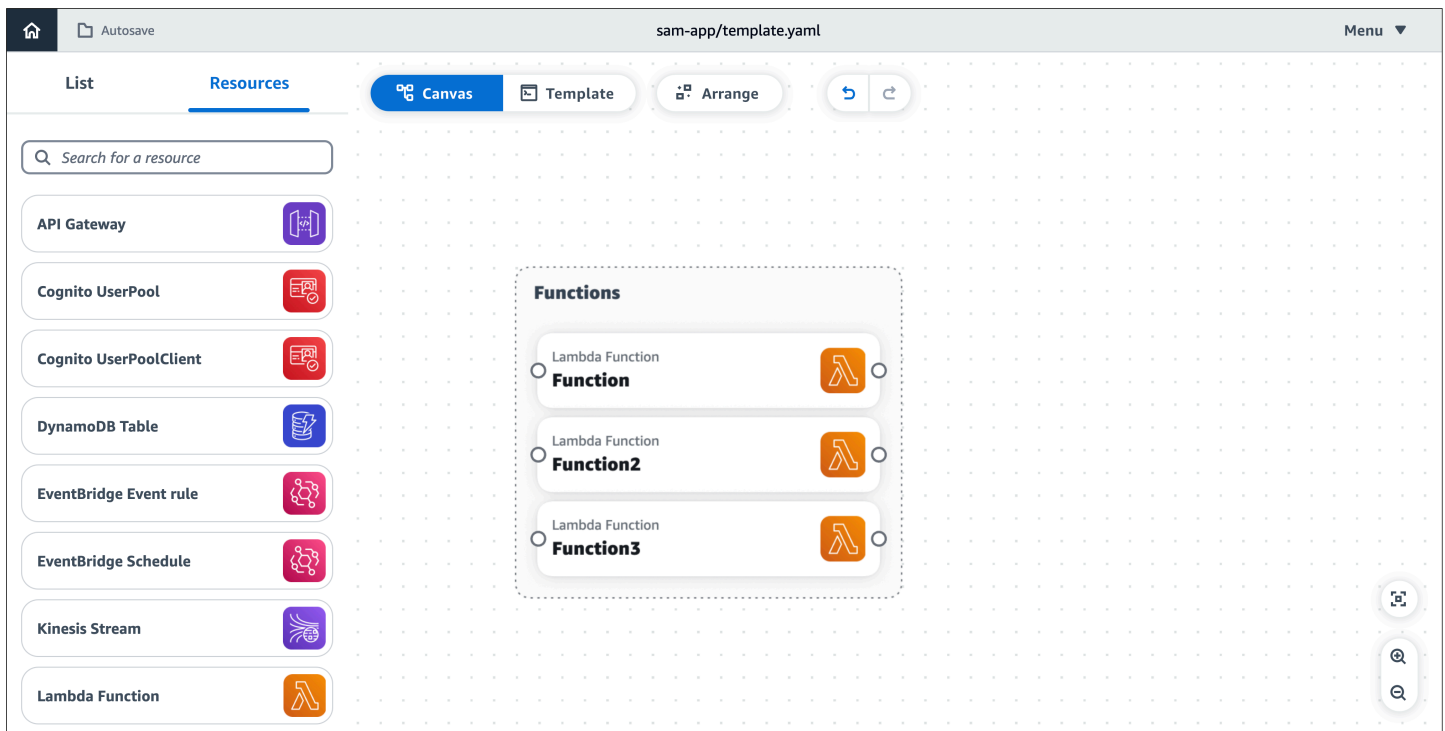 Autosave
sam-app/template.yaml
Menu
List
Resources
Canvas
Template
Arrange
Search for a resource
API Gateway
Cognito UserPool
Cognito UserPoolClient
DynamoDB Table
EventBridge Event rule
EventBridge Schedule
Kinesis Stream
Lambda Function
Functions
Lambda Function
Function
Lambda Function
Function2
Lambda Function
Function3